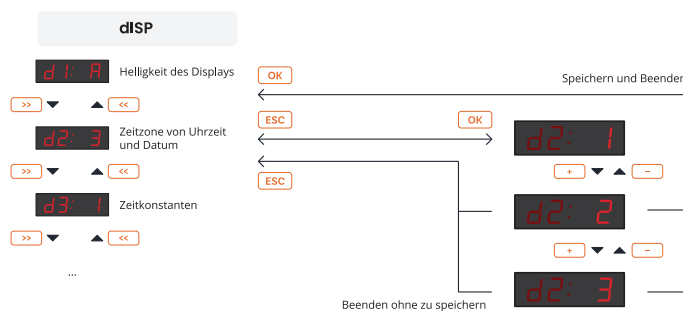 dISP
d1: A
Helligkeit des Displays
OK
Speichern und Beenden
>>
<<
ESC
OK
d2: 3
Zeitzone von Uhrzeit
und Datum
d2: 1
>>
<<
ESC
+
−
d3: 1
Zeitkonstanten
d2: 2
>>
<<
+
−
...
d2: 3
Beenden ohne zu speichern